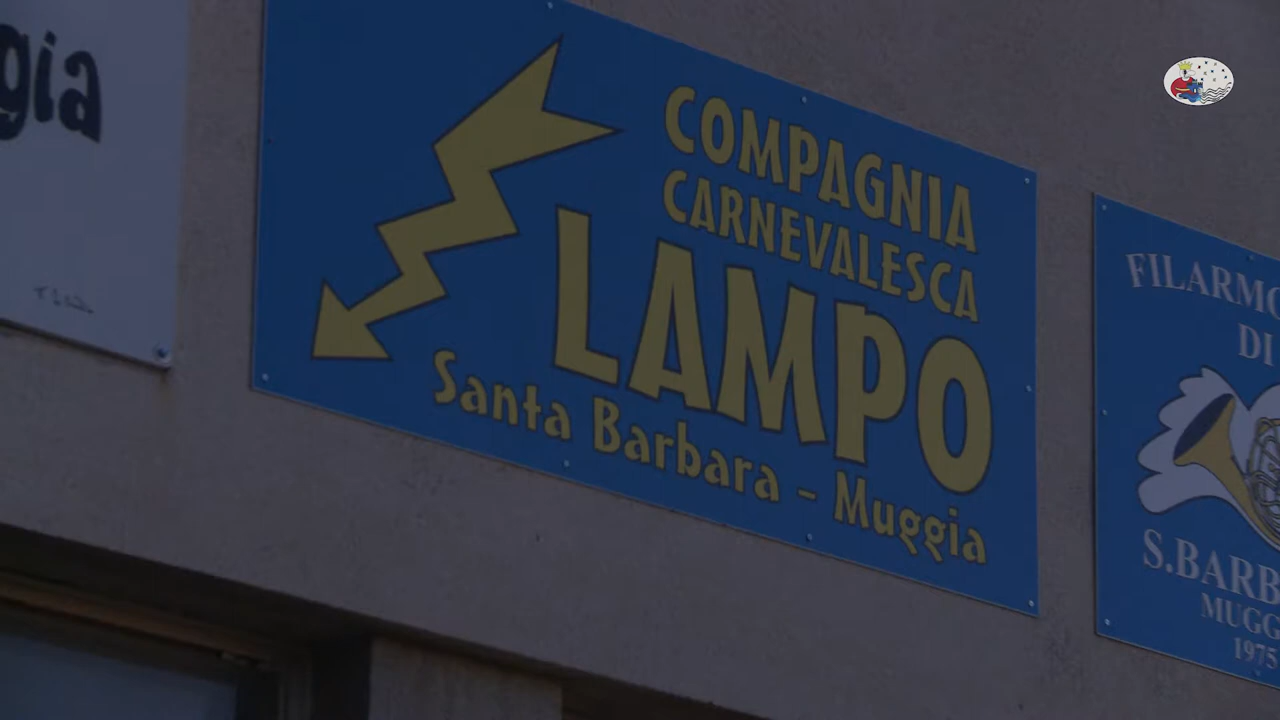 gia
COMPAGNIA
CARNEVALESCA
LAMPO
Santa Barbara - Muggia
FILARMO
DI
S.BARB
MUGG
1975